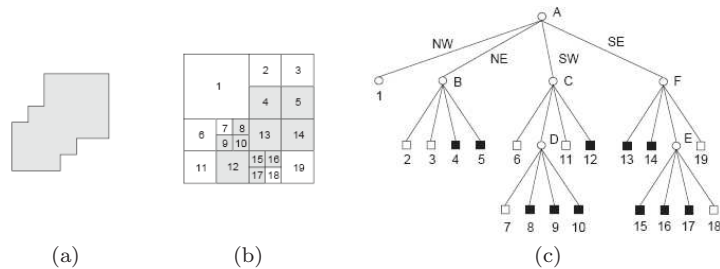 A
NW
NE
SW
SE
1
B
C
F
2 3 4 5 6 11 12 13 14 19
D
E
7 8 9 10 15 16 17 18
1 2 3
4 5
6 7 8 13 14
9 10
11 12 15 16 19
17 18
(a) (b) (c)